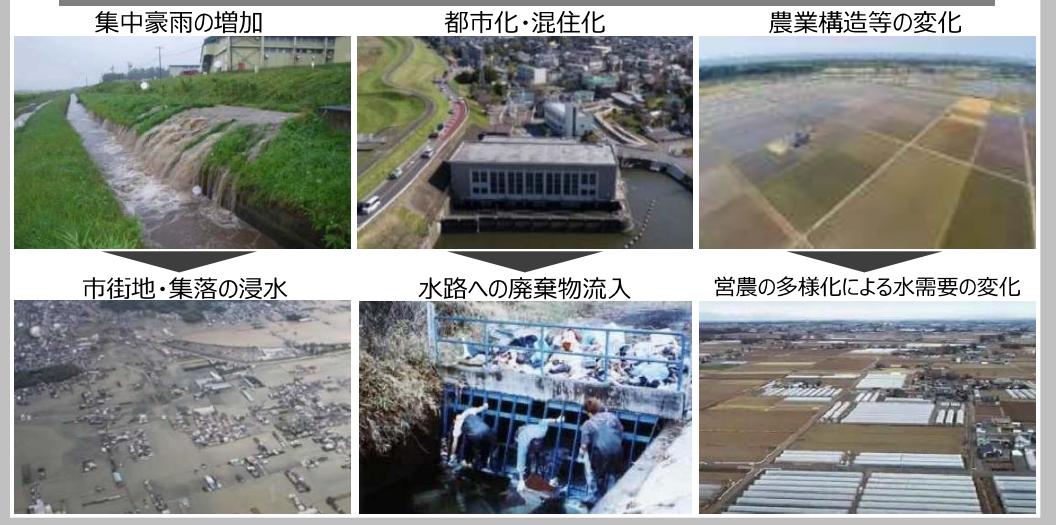 集中豪雨の増加
都市化・混住化
農業構造等の変化
市街地・集落の浸水
水路への廃棄物流入
営農の多様化による水需要の変化